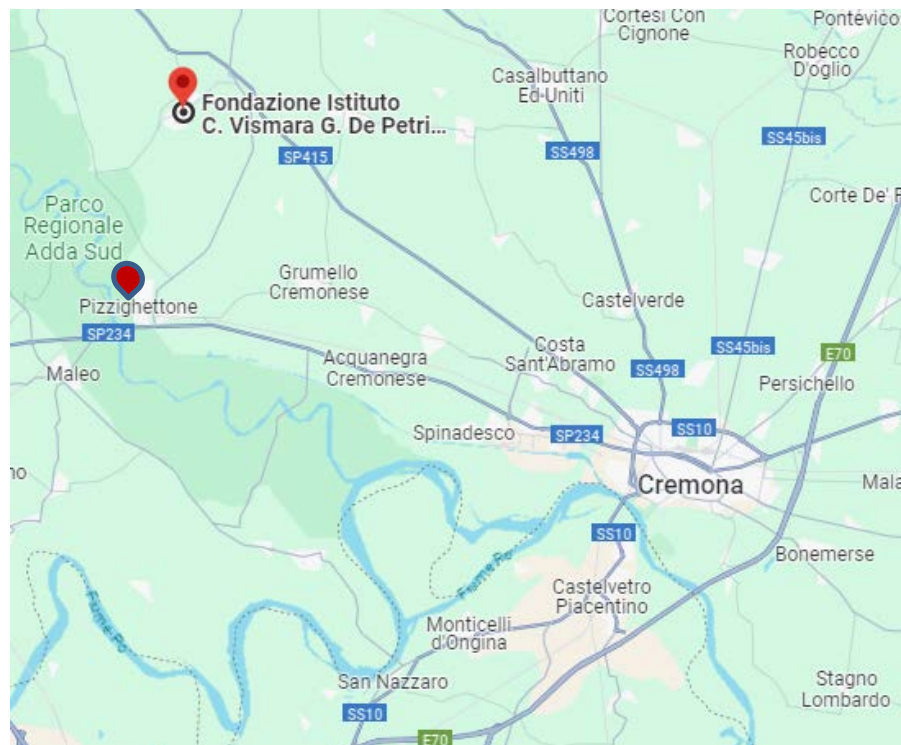 Cortesi Con
Cignone
Pontevico
Robecco
D'oglio
Casalbuttano
Ed Uniti
Fondazione Istituto
C. Vismara G. De Petri...
SS45bis
SP415
SS498
Corte De' F
Parco
Regionale
Adda Sud
Grumello
Cremonese
Pizzighettone
Castelverde
SP234
Costa
Sant'Abramo
SS45bis
E70
Acquanegra
Cremonese
SS498
Maleo
Persichello
Spinadesco
SP234
SS10
no
Cremona
Mala
SS10
Bonemerse
Fiume Po
Castelvetro
Piacentino
Fiume Po
Monticelli
d'Ongina
San Nazzaro
Stagno
Lombardo
SS10
E70